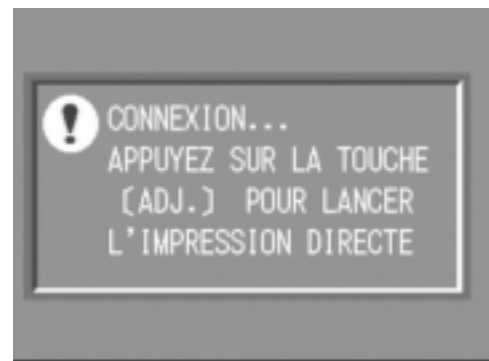 CONNEXION...
APPUYEZ SUR LA TOUCHE
[ADJ.] POUR LANCER
L'IMPRESSION DIRECTE